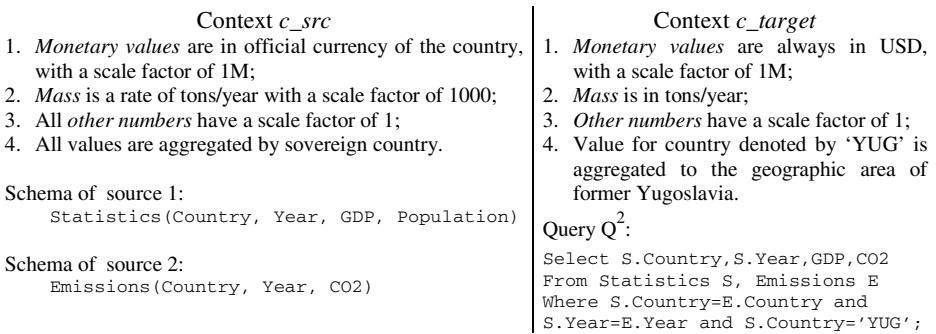 Context c_src
1. Monetary values are in official currency of the country,
with a scale factor of 1M;
2. Mass is a rate of tons/year with a scale factor of 1000;
3. All other numbers have a scale factor of 1;
4. All values are aggregated by sovereign country.
Schema of source 1:
Statistics(Country, Year, GDP, Population)
Schema of source 2:
Emissions(Country, Year, CO2)
Context c_target
1. Monetary values are always in USD,
with a scale factor of 1M;
2. Mass is in tons/year;
3. Other numbers have a scale factor of 1;
4. Value for country denoted by ‘YUG’ is
aggregated to the geographic area of
former Yugoslavia.
Query Q²:
Select S.Country,S.Year,GDP,CO2
From Statistics S, Emissions E
Where S.Country=E.Country and
S.Year=E.Year and S.Country='YUG';